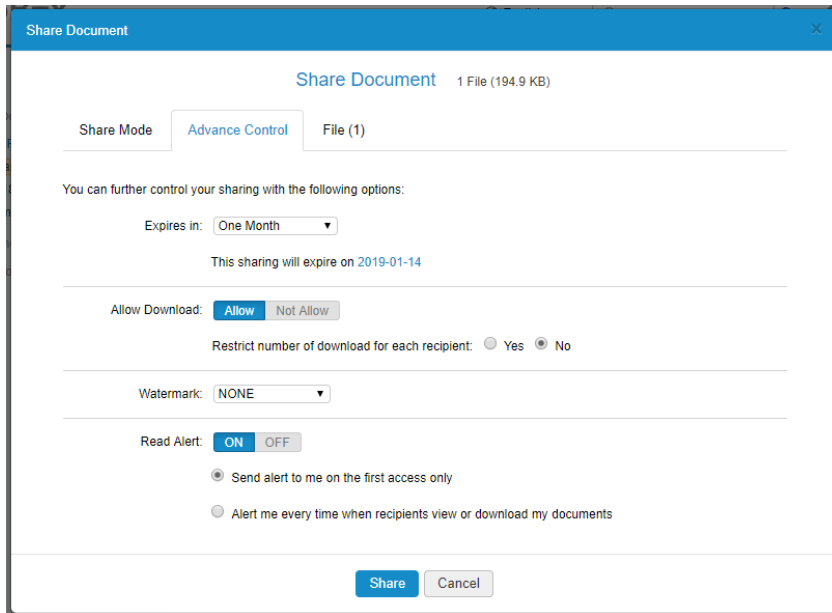 Share Document
Share Document 1 File (194.9 KB)
Share Mode Advance Control File (1)
You can further control your sharing with the following options:
Expires in: One Month
This sharing will expire on 2019-01-14
Allow Download: Allow Not Allow
Restrict number of download for each recipient: Yes No
Watermark: NONE
Read Alert: ON OFF
Send alert to me on the first access only
Alert me every time when recipients view or download my documents
Share Cancel